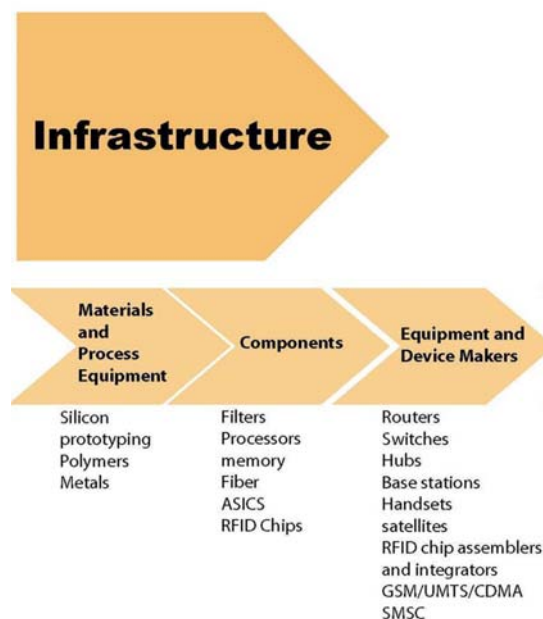 Infrastructure
Materials
and
Process
Equipment
Components
Equipment and
Device Makers
Silicon
prototyping
Polymers
Metals
Filters
Processors
memory
Fiber
ASICS
RFID Chips
Routers
Switches
Hubs
Base stations
Handsets
satellites
RFID chip assemblers
and integrators
GSM/UMTS/CDMA
SMSC